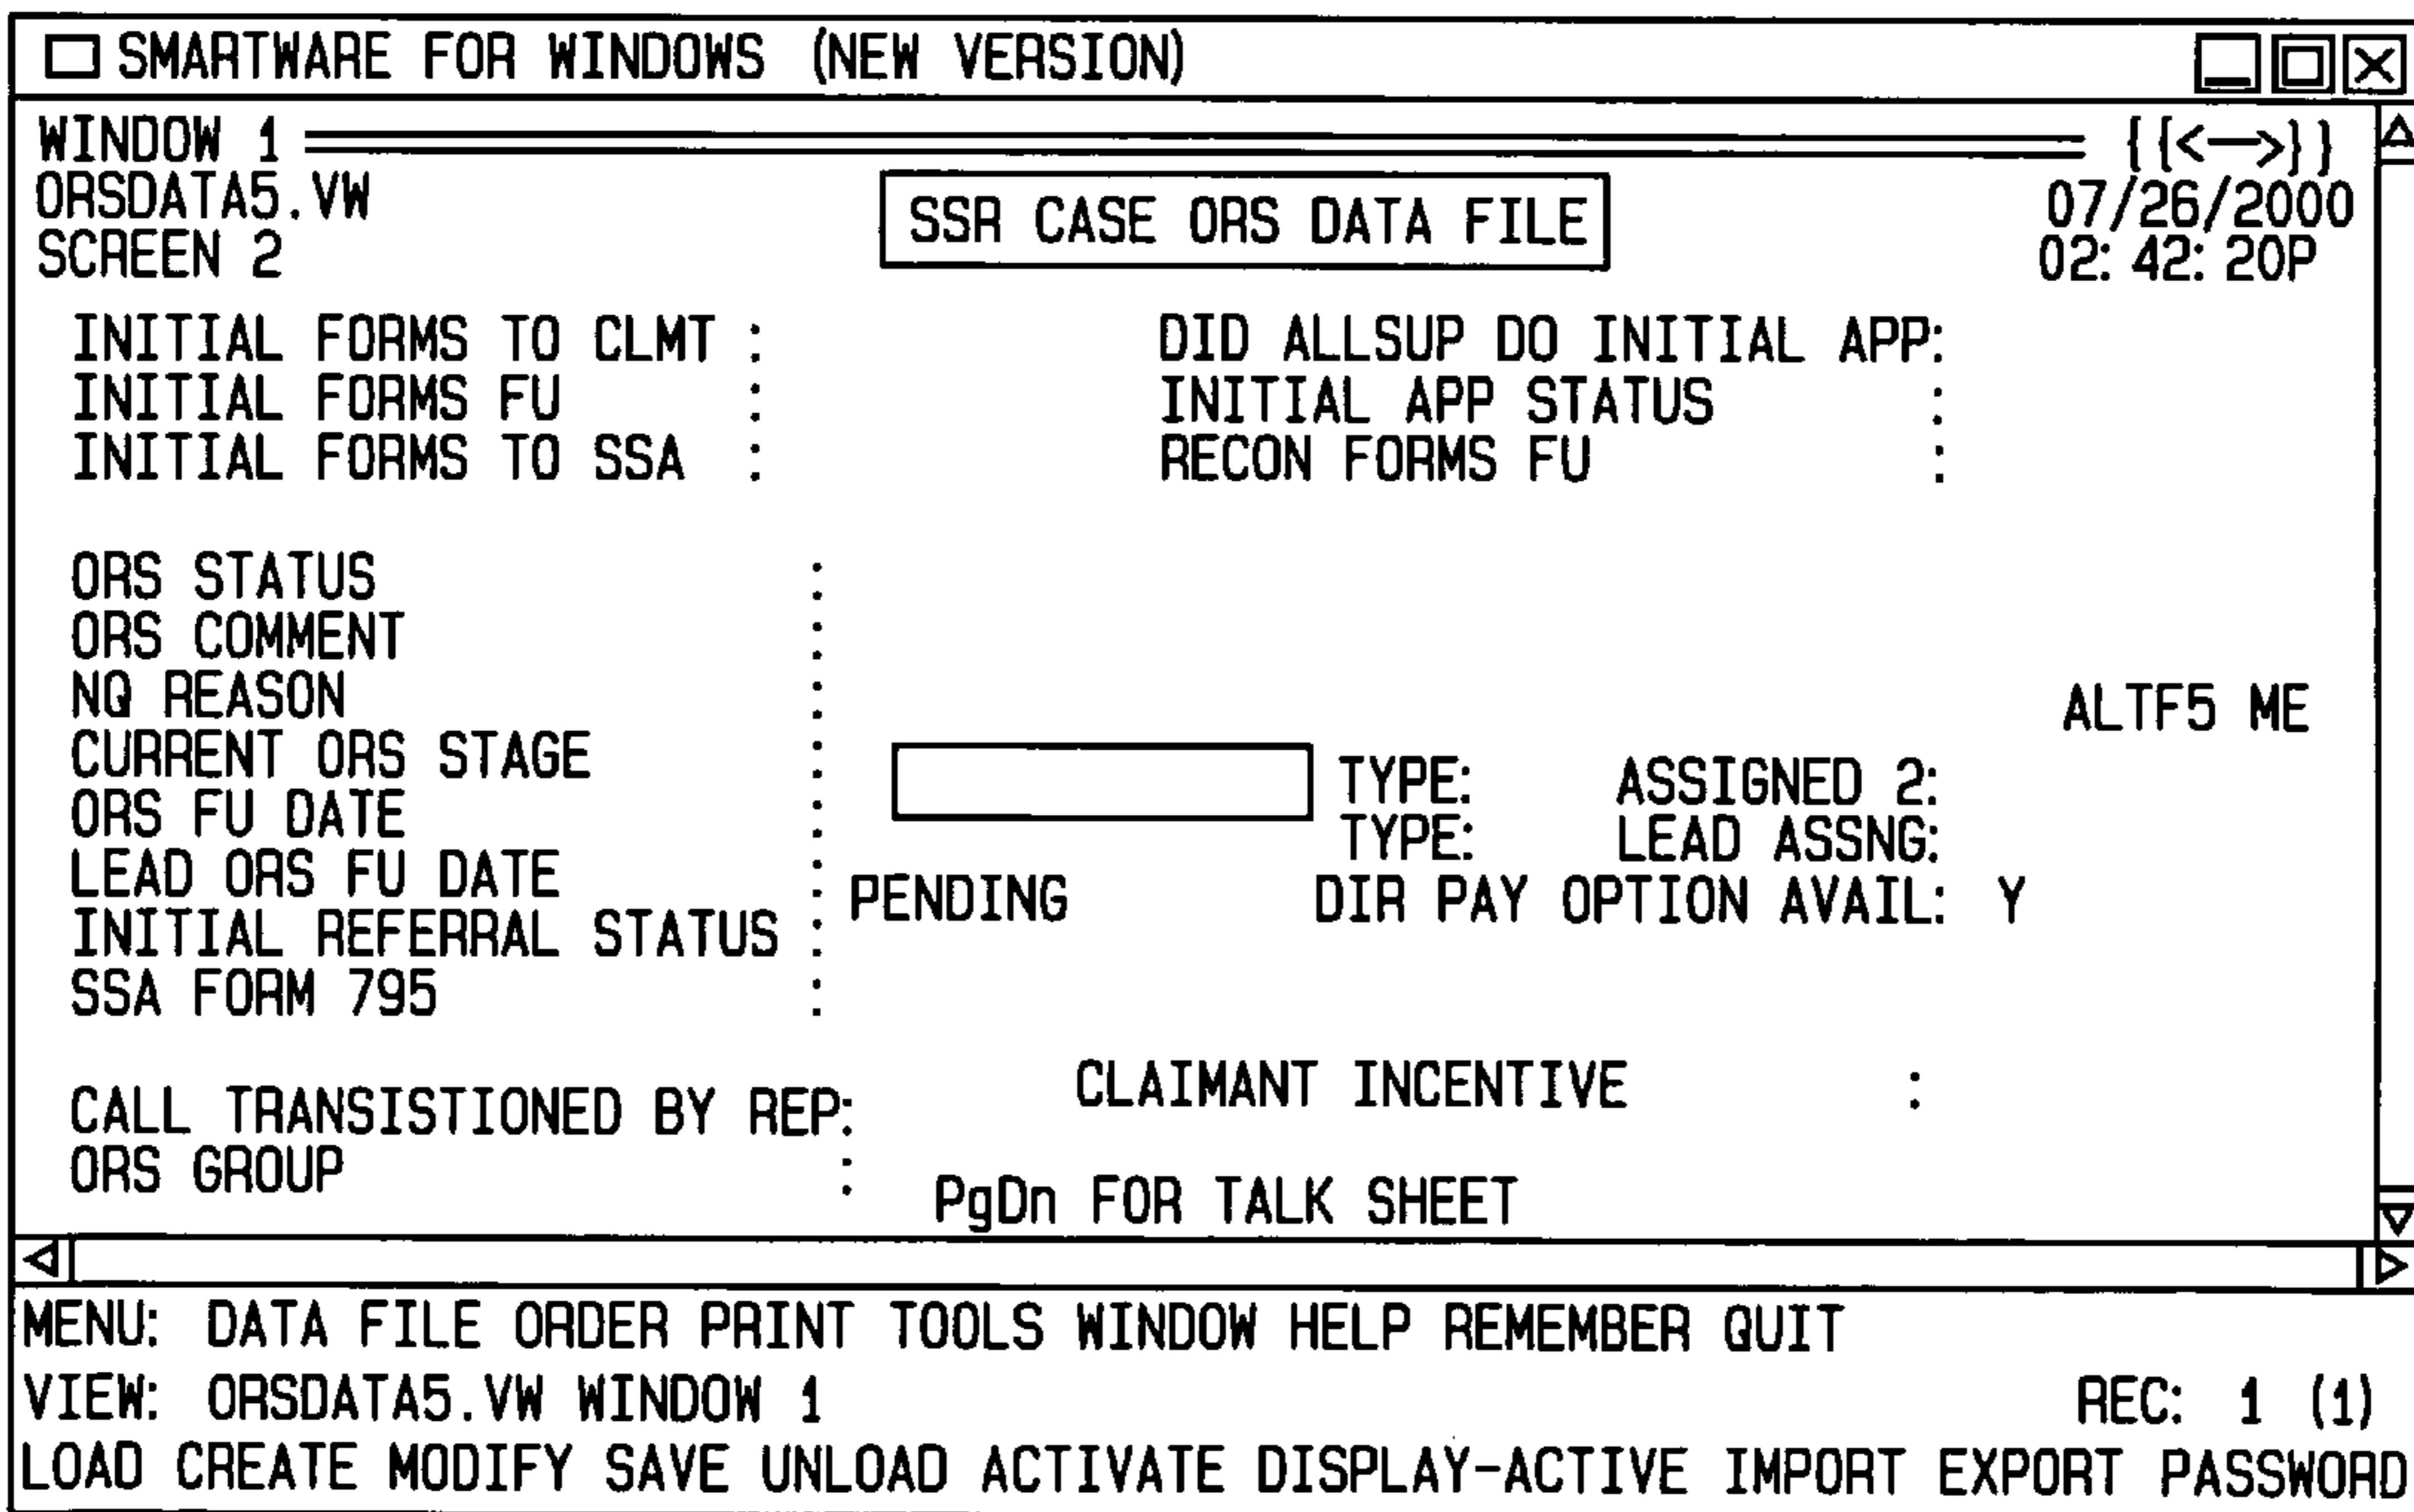 SMARTWARE FOR WINDOWS (NEW VERSION)
WINDOW 1 {{<—>}}
ORSDATA5.VW SSR CASE ORS DATA FILE 07/26/2000
SCREEN 2 02: 42: 20P
INITIAL FORMS TO CLMT : DID ALLSUP DO INITIAL APP:
INITIAL FORMS FU : INITIAL APP STATUS :
INITIAL FORMS TO SSA : RECON FORMS FU :
ORS STATUS :
ORS COMMENT :
NQ REASON : ALTF5 ME
CURRENT ORS STAGE : TYPE: ASSIGNED 2:
ORS FU DATE : TYPE: LEAD ASSNG:
LEAD ORS FU DATE : PENDING DIR PAY OPTION AVAIL: Y
INITIAL REFERRAL STATUS :
SSA FORM 795 :
CLAIMANT INCENTIVE :
CALL TRANSISTIONED BY REP:
ORS GROUP :
PgDn FOR TALK SHEET
MENU: DATA FILE ORDER PRINT TOOLS WINDOW HELP REMEMBER QUIT
VIEW: ORSDATA5.VW WINDOW 1 REC: 1 (1)
LOAD CREATE MODIFY SAVE UNLOAD ACTIVATE DISPLAY-ACTIVE IMPORT EXPORT PASSWORD